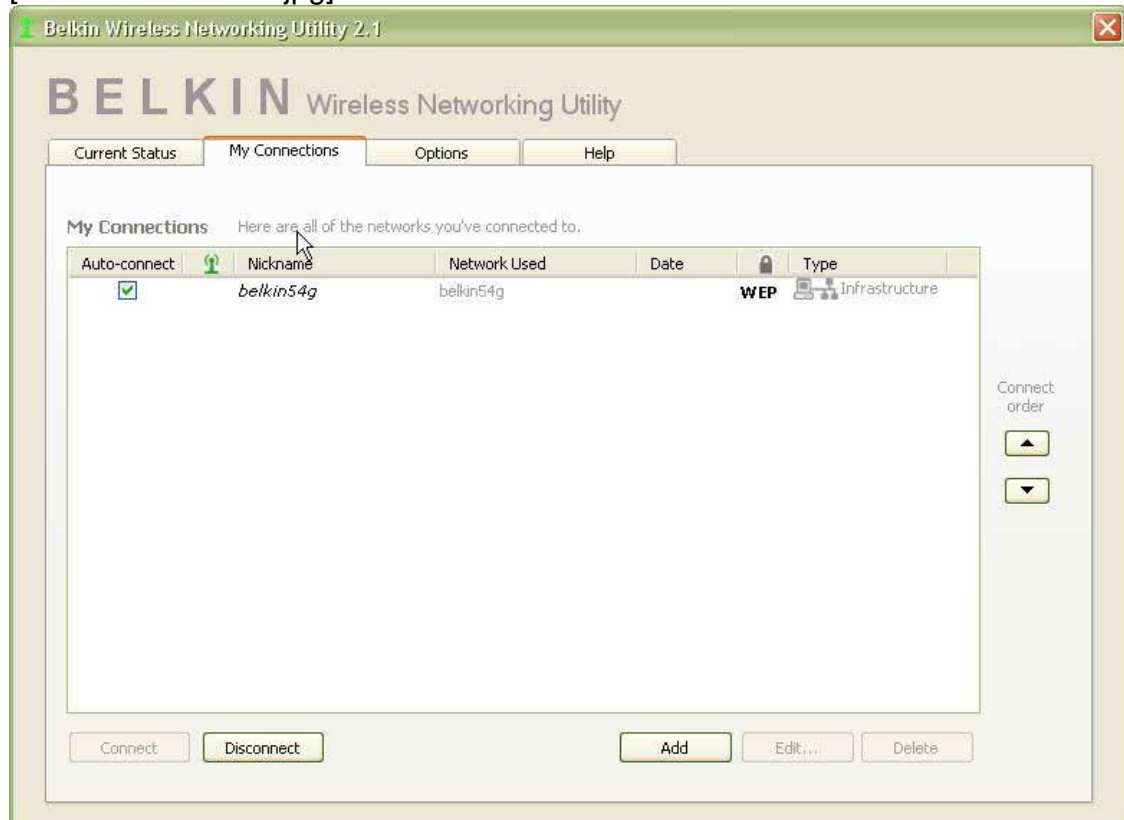 Belkin Wireless Networking Utility 2.1
BELKIN Wireless Networking Utility
Current Status My Connections Options Help
My Connections Here are all of the networks you've connected to.
Auto-connect Nickname Network Used Date Type
belkin54g belkin54g WEP Infrastructure
Connect
order
Connect Disconnect Add Edit... Delete